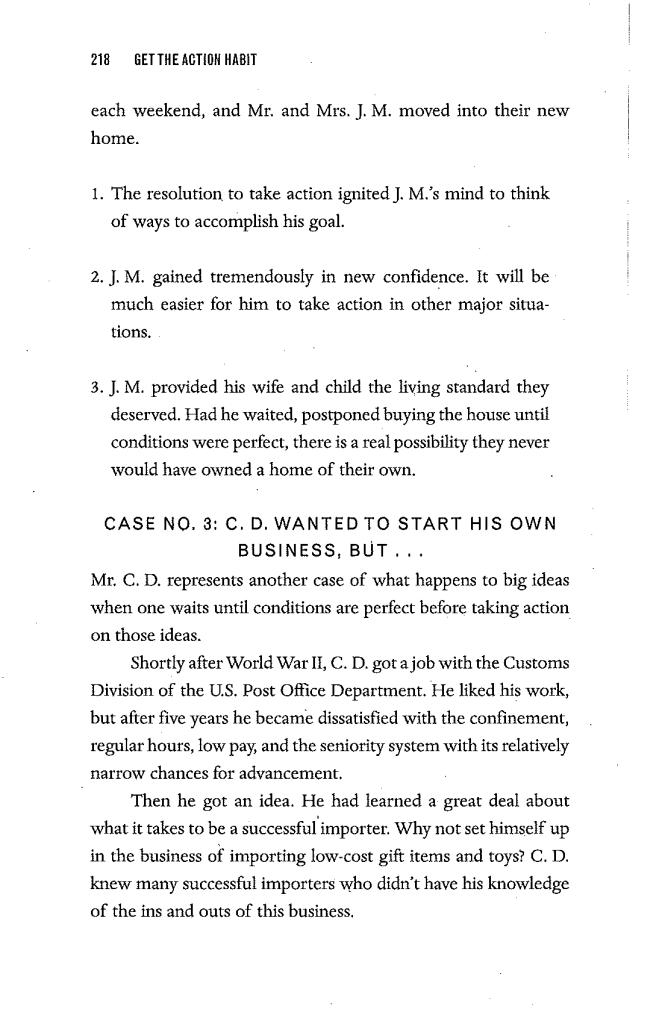 218 GET THE ACTION HABIT
each weekend, and Mr. and Mrs. J. M. moved into their new
home.
1. The resolution to take action ignited J. M.'s mind to think
of ways to accomplish his goal.
2. J. M. gained tremendously in new confidence. It will be
much easier for him to take action in other major situa-
tions.
3. J. M. provided his wife and child the living standard they
deserved. Had he waited, postponed buying the house until
conditions were perfect, there is a real possibility they never
would have owned a home of their own.
CASE NO. 3: C. D. WANTED TO START HIS OWN
BUSINESS, BUT . . .
Mr. C. D. represents another case of what happens to big ideas
when one waits until conditions are perfect before taking action
on those ideas.
Shortly after World War II, C. D. got a job with the Customs
Division of the U.S. Post Office Department. He liked his work,
but after five years he became dissatisfied with the confinement,
regular hours, low pay, and the seniority system with its relatively
narrow chances for advancement.
Then he got an idea. He had learned a great deal about
what it takes to be a successful importer. Why not set himself up
in the business of importing low-cost gift items and toys? C. D.
knew many successful importers who didn't have his knowledge
of the ins and outs of this business.